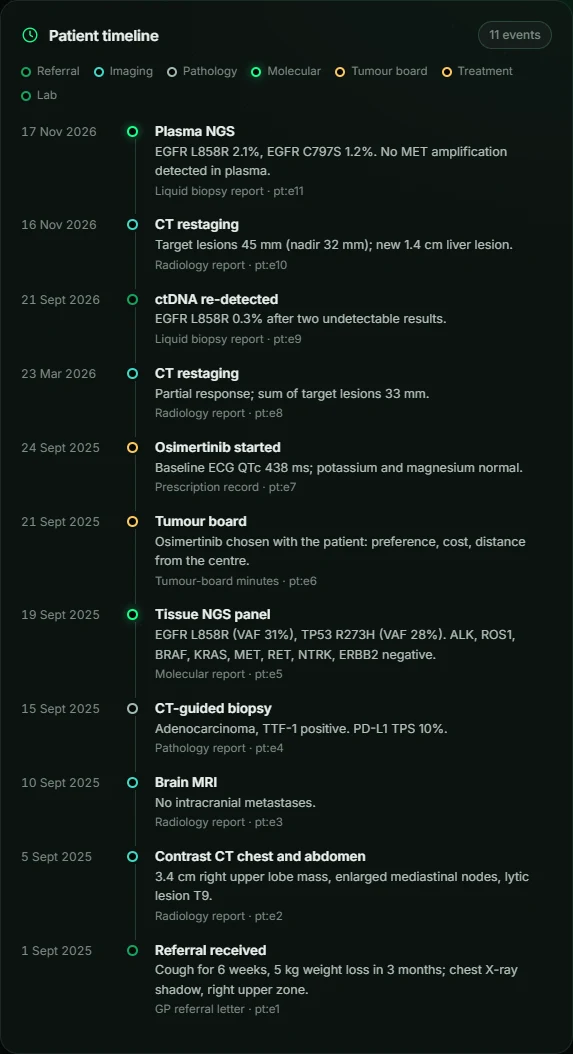 Patient timeline
11 events
Referral Imaging Pathology Molecular Tumour board Treatment
Lab
17 Nov 2026 Plasma NGS
EGFR L858R 2.1%, EGFR C797S 1.2%. No MET amplification
detected in plasma.
Liquid biopsy report · pt:e11
16 Nov 2026 CT restaging
Target lesions 45 mm (nadir 32 mm); new 1.4 cm liver lesion.
Radiology report · pt:e10
21 Sept 2026 ctDNA re-detected
EGFR L858R 0.3% after two undetectable results.
Liquid biopsy report · pt:e9
23 Mar 2026 CT restaging
Partial response; sum of target lesions 33 mm.
Radiology report · pt:e8
24 Sept 2025 Osimertinib started
Baseline ECG QTc 438 ms; potassium and magnesium normal.
Prescription record · pt:e7
21 Sept 2025 Tumour board
Osimertinib chosen with the patient: preference, cost, distance
from the centre.
Tumour-board minutes · pt:e6
19 Sept 2025 Tissue NGS panel
EGFR L858R (VAF 31%), TP53 R273H (VAF 28%). ALK, ROS1,
BRAF, KRAS, MET, RET, NTRK, ERBB2 negative.
Molecular report · pt:e5
15 Sept 2025 CT-guided biopsy
Adenocarcinoma, TTF-1 positive. PD-L1 TPS 10%.
Pathology report · pt:e4
10 Sept 2025 Brain MRI
No intracranial metastases.
Radiology report · pt:e3
5 Sept 2025 Contrast CT chest and abdomen
3.4 cm right upper lobe mass, enlarged mediastinal nodes, lytic
lesion T9.
Radiology report · pt:e2
1 Sept 2025 Referral received
Cough for 6 weeks, 5 kg weight loss in 3 months; chest X-ray
shadow, right upper zone.
GP referral letter · pt:e1